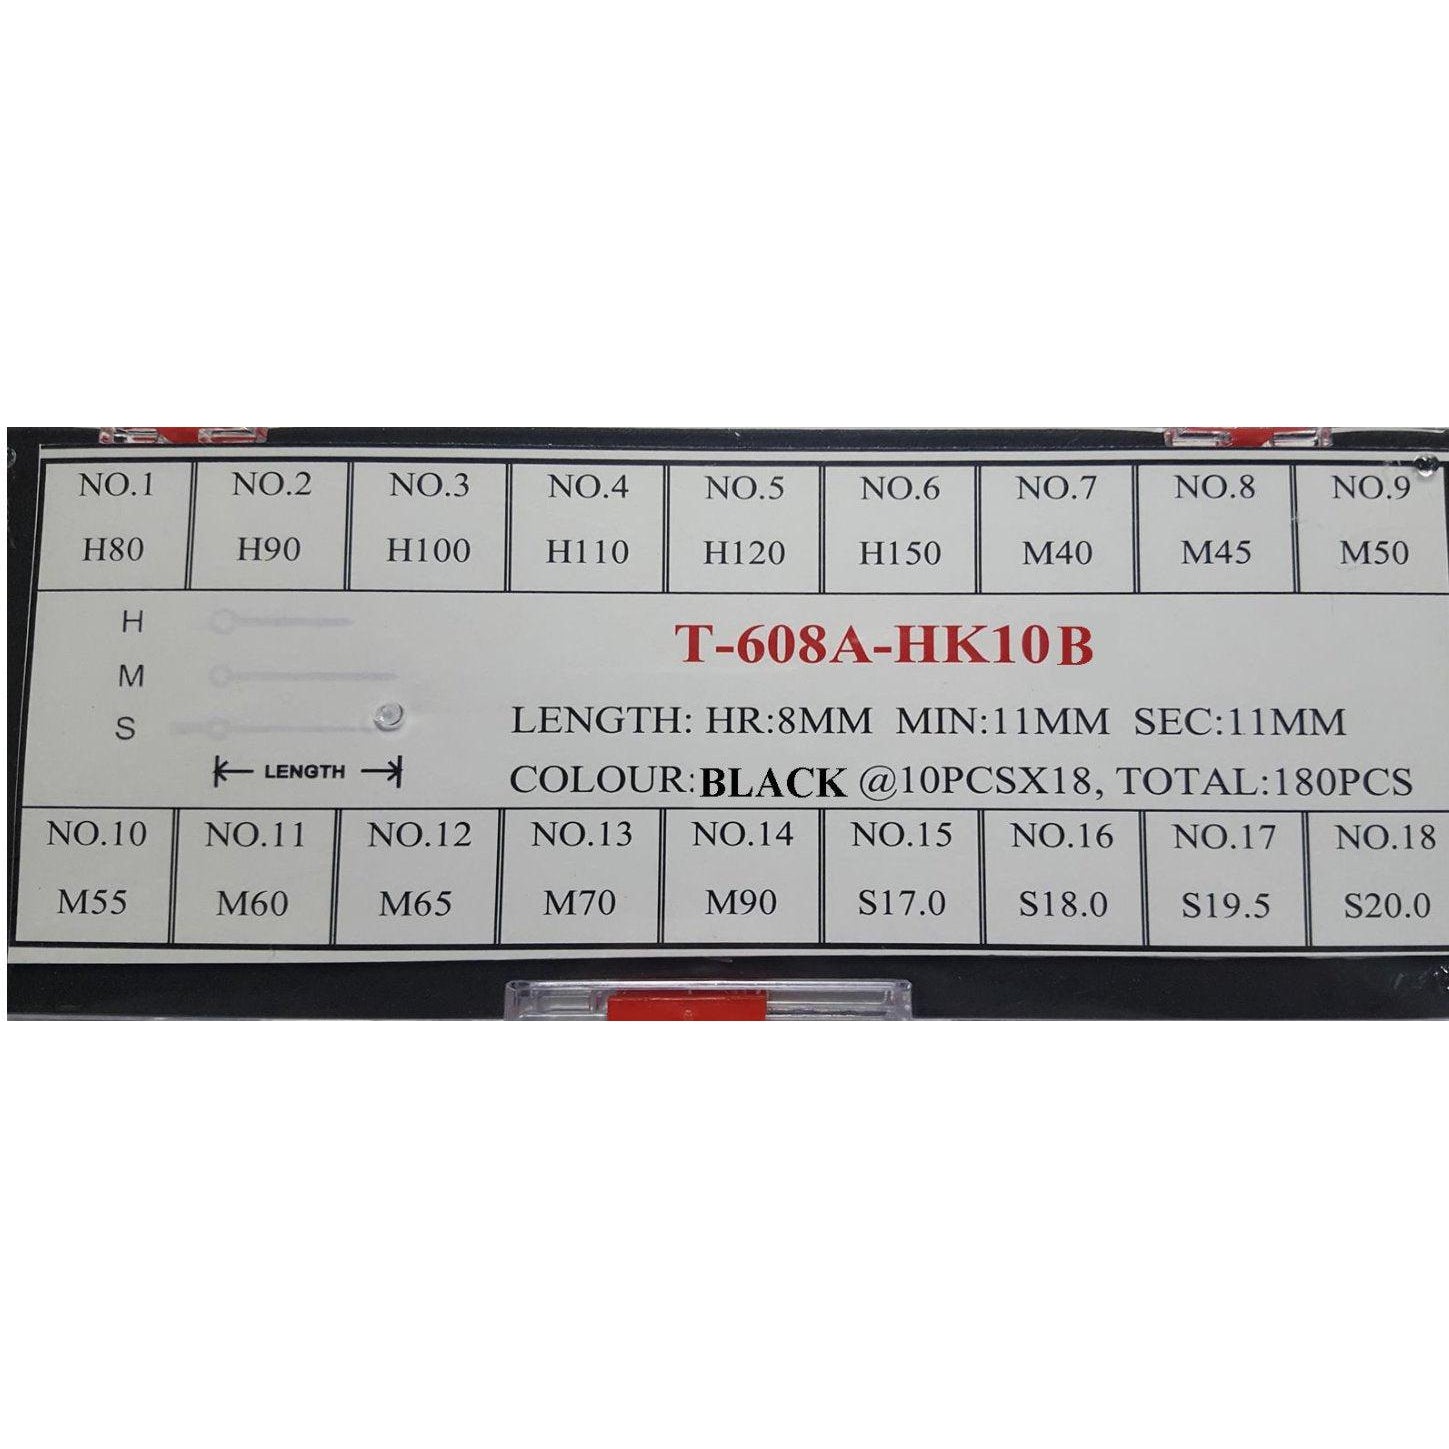 NO.1 NO.2 NO.3 NO.4 NO.5 NO.6 NO.7 NO.8 NO.9
H80 H90 H100 H110 H120 H150 M40 M45 M50
H
M
S
LENGTH
T-608A-HK10B
LENGTH: HR:8MM MIN:11MM SEC:11MM
COLOUR:BLACK @10PCSX18, TOTAL:180PCS
NO.10 NO.11 NO.12 NO.13 NO.14 NO.15 NO.16 NO.17 NO.18
M55 M60 M65 M70 M90 S17.0 S18.0 S19.5 S20.0